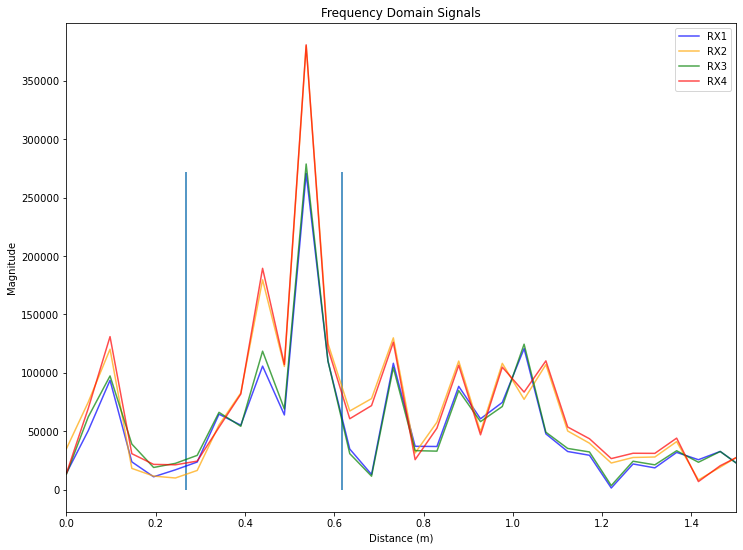 Frequency Domain Signals
RX1
RX2
RX3
RX4
350000
300000
250000
200000
150000
100000
50000
0
Magnitude
0.0 0.2 0.4 0.6 0.8 1.0 1.2 1.4
Distance (m)